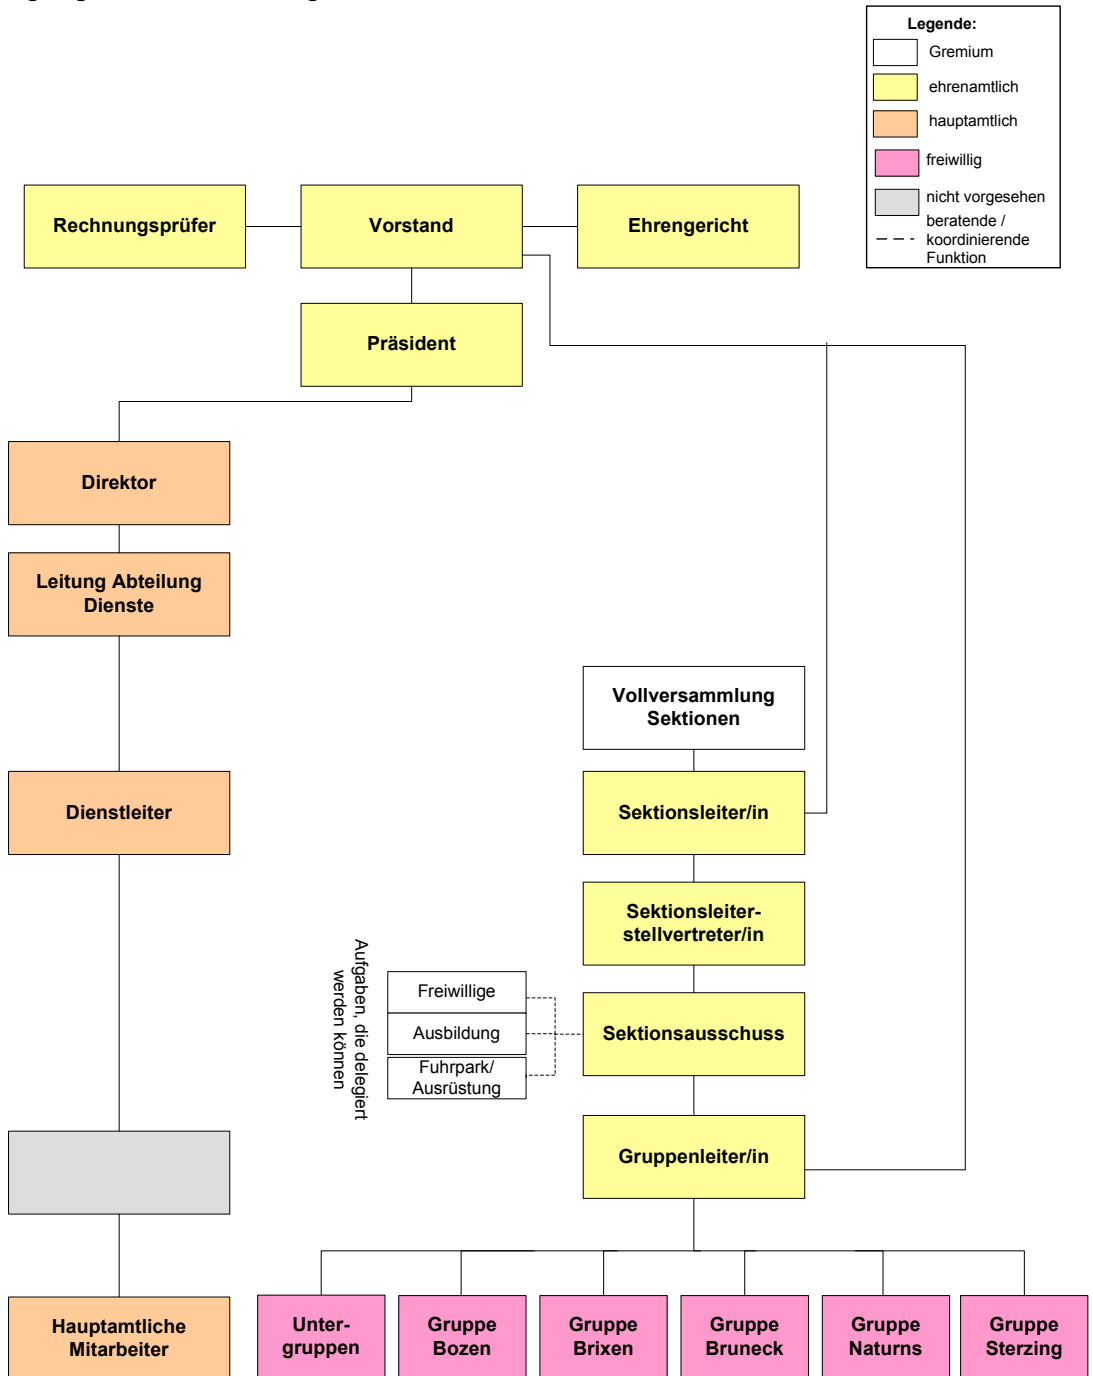 Legende:
Gremium
ehrenamtlich
hauptamtlich
freiwillig
nicht vorgesehen
beratende /
koordinierende
Funktion
Rechnungsprüfer
Vorstand
Ehrengericht
Präsident
Direktor
Leitung Abteilung
Dienste
Vollversammlung
Sektionen
Dienstleiter
Sektionsleiter/in
Sektionsleiter-
stellvertreter/in
Aufgaben, die delegiert
werden können
Freiwillige
Ausbildung
Fuhrpark/
Ausrüstung
Sektionsausschuss
Gruppenleiter/in
Hauptamtliche
Mitarbeiter
Unter-
gruppen
Gruppe
Bozen
Gruppe
Brixen
Gruppe
Bruneck
Gruppe
Naturns
Gruppe
Sterzing